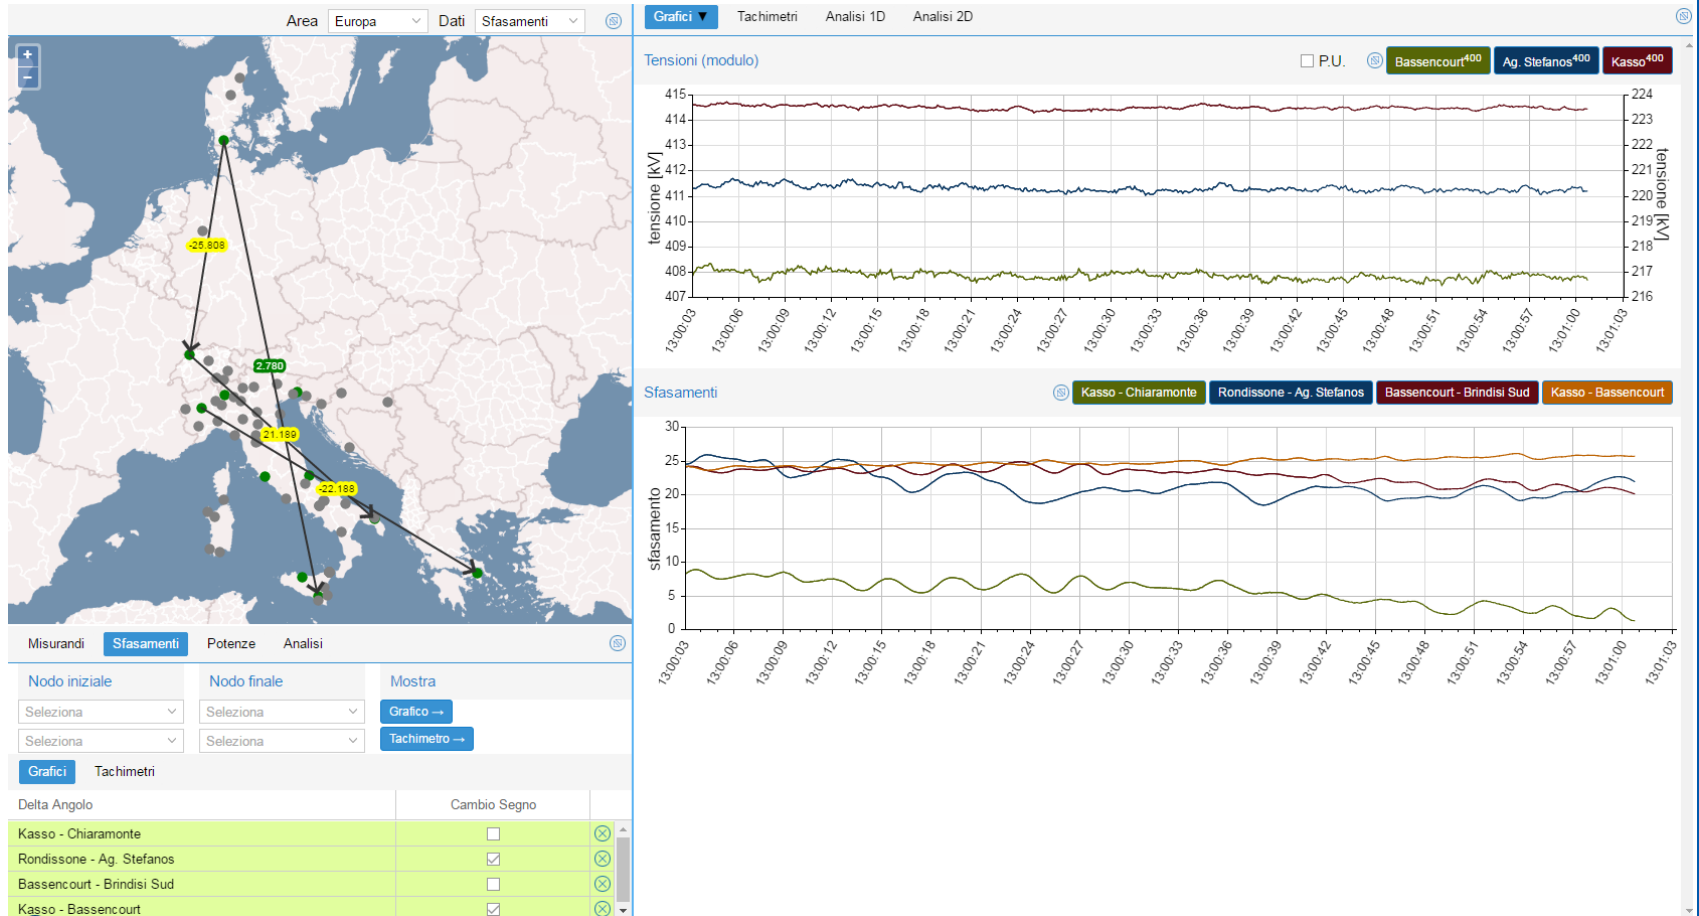 Area Europa Dati Sfasamenti
+
−
-25.808
2.780
21.189
-22.188
Misurandi Sfasamenti Potenze Analisi
Nodo iniziale Nodo finale Mostra
Seleziona Seleziona Grafico →
Seleziona Seleziona Tachimetro →
Grafici Tachimetri
Delta Angolo Cambio Segno
Kasso - Chiaramonte
Rondissone - Ag. Stefanos
Bassencourt - Brindisi Sud
Kasso - Bassencourt
Grafici ▼ Tachimetri Analisi 1D Analisi 2D
Tensioni (modulo) P.U. Bassencourt400 Ag. Stefanos400 Kasso400
tensione [kV]
415
414
413
412
411
410
409
408
407
224
223
222
221
220
219
218
217
216
tensione [kV]
13:00:03 13:00:06 13:00:09 13:00:12 13:00:15 13:00:18 13:00:21 13:00:24 13:00:27 13:00:30 13:00:33 13:00:36 13:00:39 13:00:42 13:00:45 13:00:48 13:00:51 13:00:54 13:00:57 13:01:00 13:01:03
Sfasamenti Kasso - Chiaramonte Rondissone - Ag. Stefanos Bassencourt - Brindisi Sud Kasso - Bassencourt
sfasamento
30
25
20
15
10
5
0
13:00:03 13:00:06 13:00:09 13:00:12 13:00:15 13:00:18 13:00:21 13:00:24 13:00:27 13:00:30 13:00:33 13:00:36 13:00:39 13:00:42 13:00:45 13:00:48 13:00:51 13:00:54 13:00:57 13:01:00 13:01:03